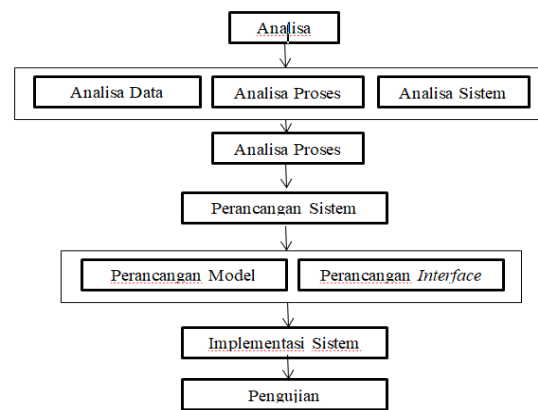 Analisa
Analisa Data
Analisa Proses
Analisa Sistem
Analisa Proses
Perancangan Sistem
Perancangan Model
Perancangan Interface
Implementasi Sistem
Pengujian